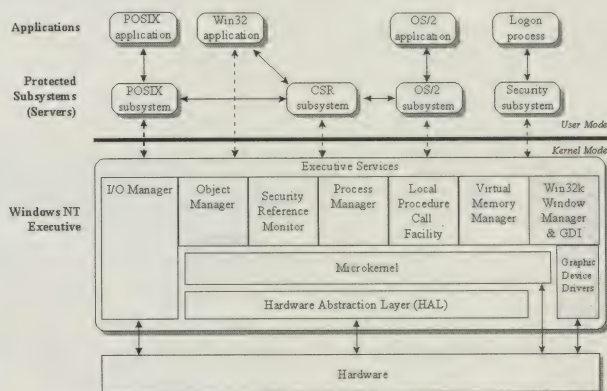 Applications
POSIX
application
Win32
application
OS/2
application
Logon
process
Protected
Subsystems
(Servers)
POSIX
subsystem
CSR
subsystem
OS/2
subsystem
Security
subsystem
User Mode
Kernel Mode
Windows NT
Executive
Executive Services
I/O Manager
Object
Manager
Security
Reference
Monitor
Process
Manager
Local
Procedure
Call
Facility
Virtual
Memory
Manager
Win32k
Window
Manager
& GDI
Microkernel
Graphic
Device
Drivers
Hardware Abstraction Layer (HAL)
Hardware